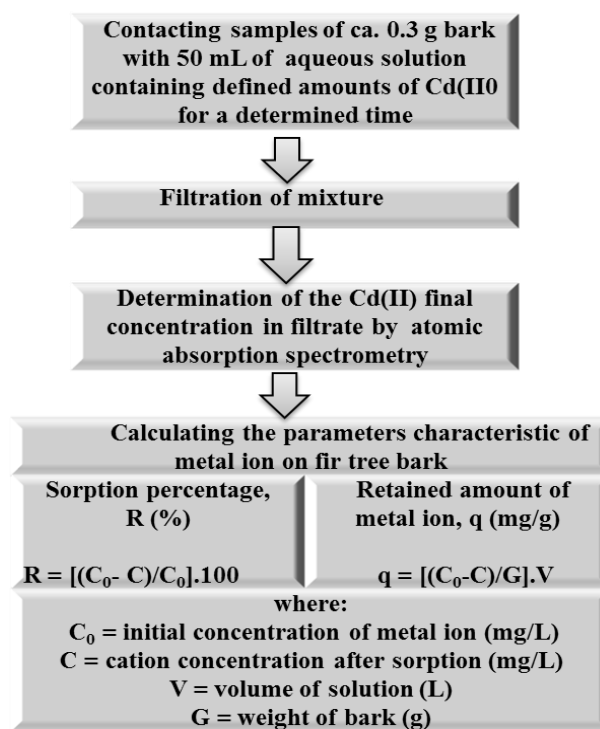 Contacting samples of ca. 0.3 g bark
with 50 mL of aqueous solution
containing defined amounts of Cd(II0
for a determined time
Filtration of mixture
Determination of the Cd(II) final
concentration in filtrate by atomic
absorption spectrometry
Calculating the parameters characteristic of
metal ion on fir tree bark
Sorption percentage,
R (%)
R = [(C₀- C)/C₀].100
Retained amount of
metal ion, q (mg/g)
q = [(C₀-C)/G].V
where:
C₀ = initial concentration of metal ion (mg/L)
C = cation concentration after sorption (mg/L)
V = volume of solution (L)
G = weight of bark (g)